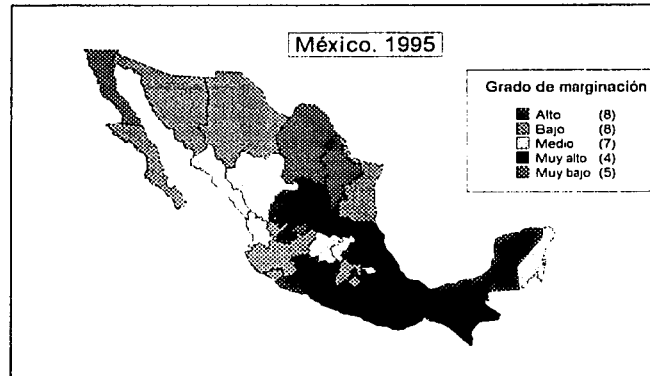 México. 1995
Grado de marginación
Alto (8)
Bajo (8)
Medio (7)
Muy alto (4)
Muy bajo (5)